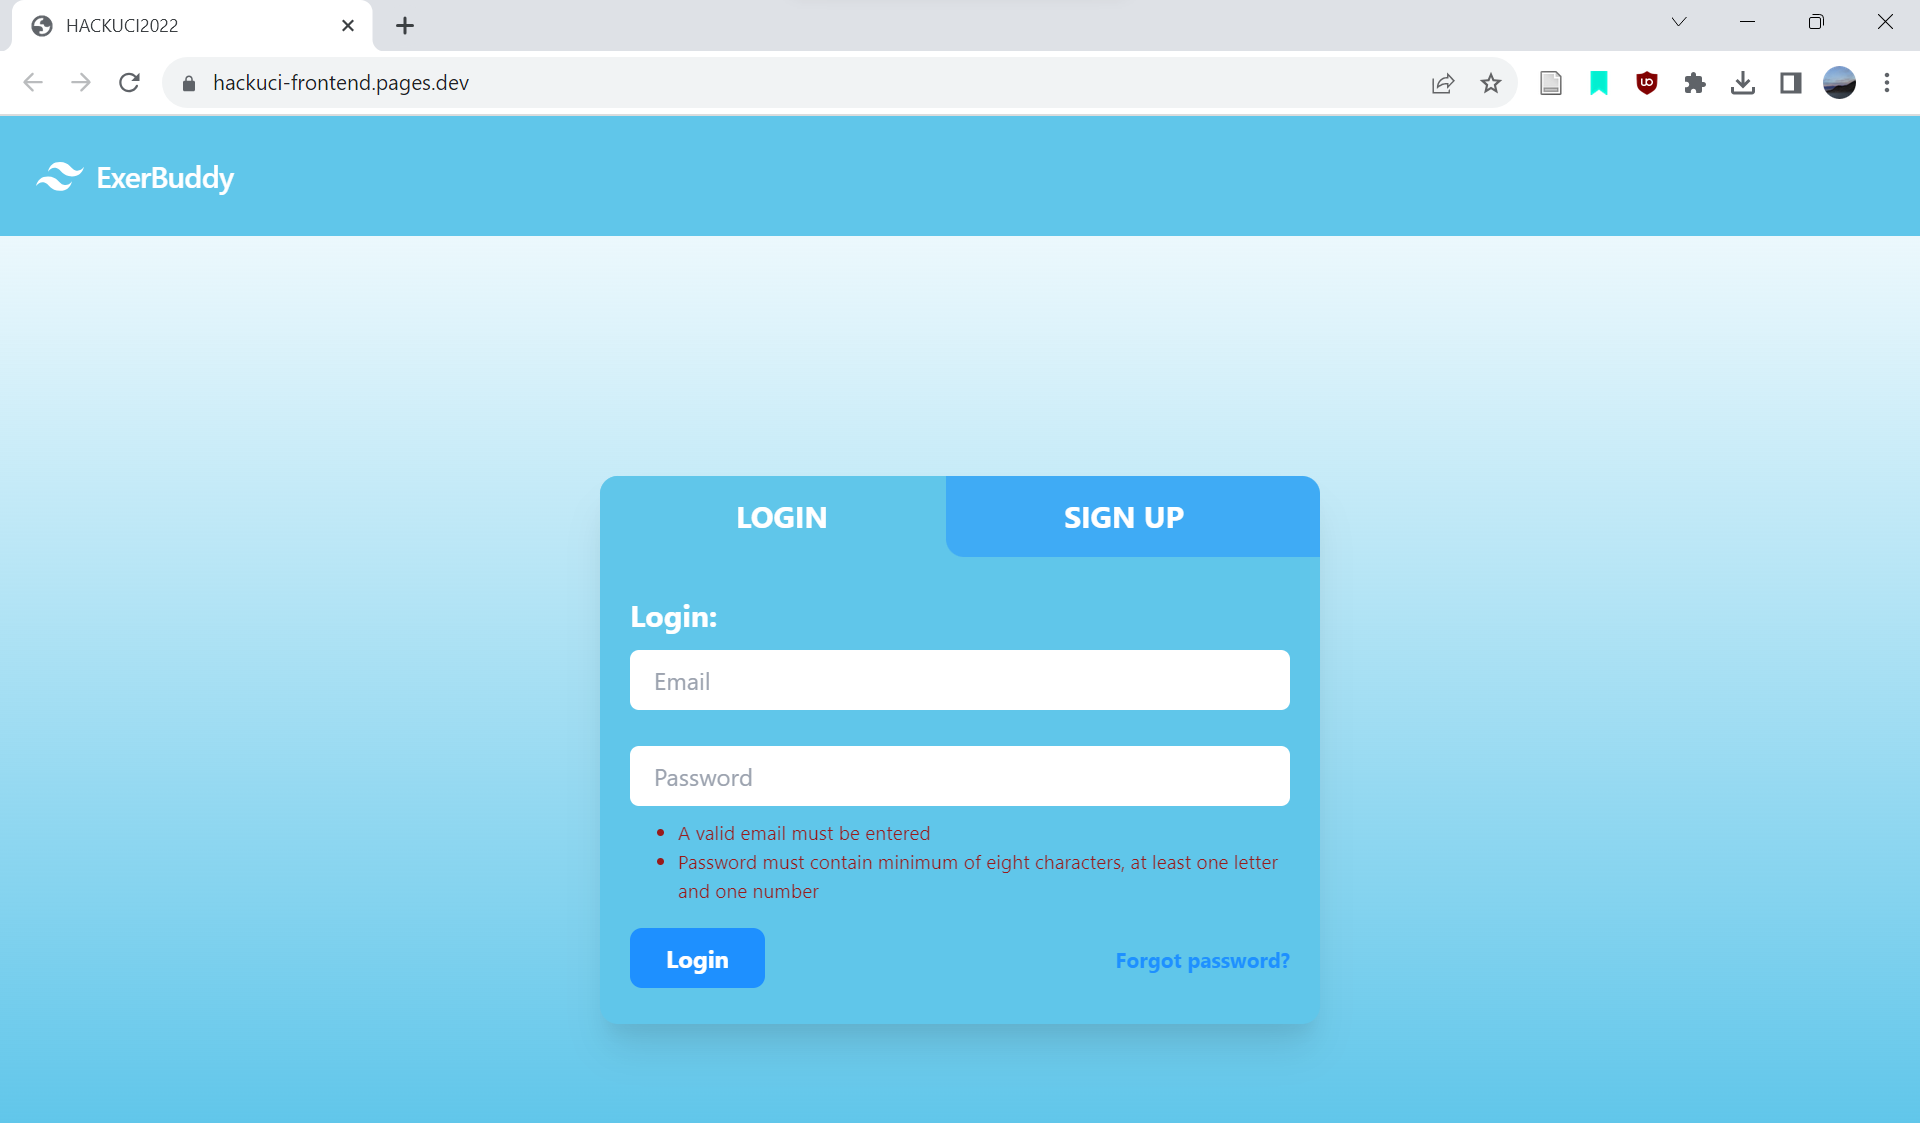 HACKUCI2022
hackuci-frontend.pages.dev
ExerBuddy
LOGIN
SIGN UP
Login:
Email
Password
• A valid email must be entered
• Password must contain minimum of eight characters, at least one letter
and one number
Login
Forgot password?